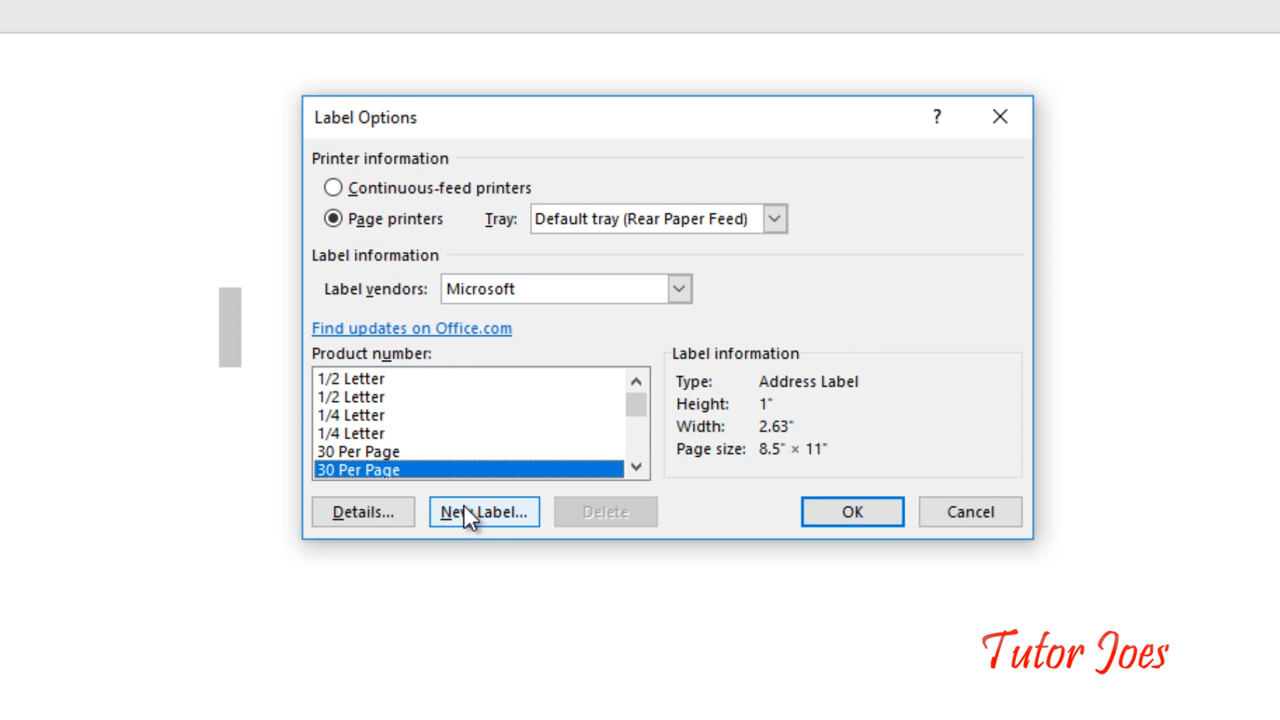 Label Options
?
Printer information
Continuous-feed printers
Page printers
Tray:
Default tray (Rear Paper Feed)
Label information
Label vendors:
Microsoft
Find updates on Office.com
Product number:
1/2 Letter
1/2 Letter
1/4 Letter
1/4 Letter
30 Per Page
30 Per Page
Label information
Type: Address Label
Height: 1"
Width: 2.63"
Page size: 8.5" × 11"
Details...
New Label...
Delete
OK
Cancel
Tutor Joes